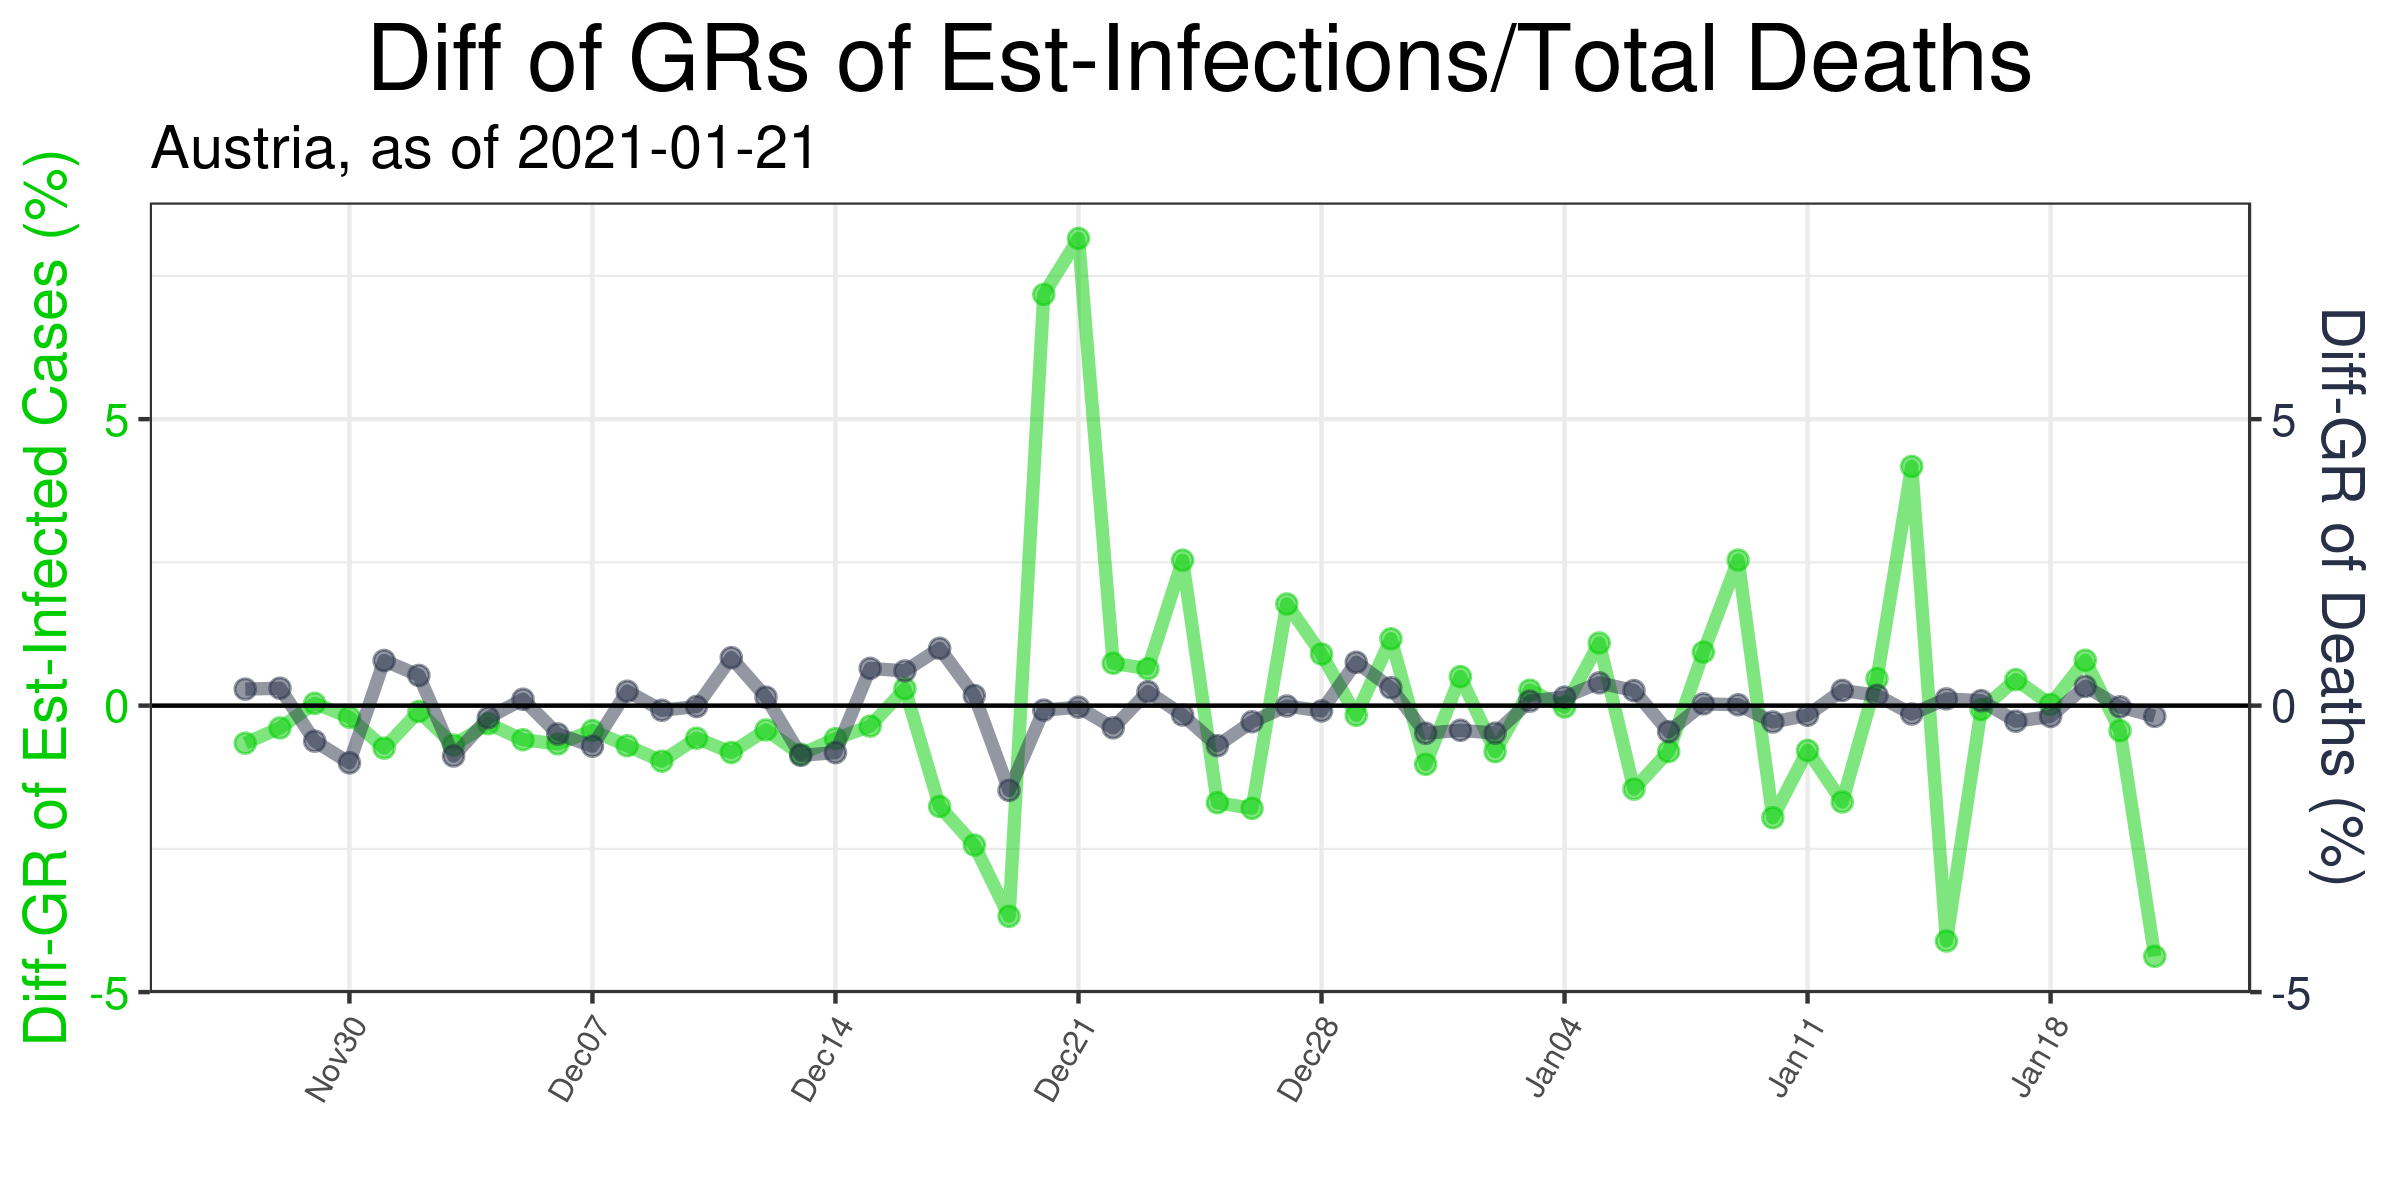 Diff of GRs of Est-Infections/Total Deaths
Austria, as of 2021-01-21
Diff-GR of Est-Infected Cases (%)
5
0
-5
5
0
-5
Diff-GR of Deaths (%)
Nov30
Dec07
Dec14
Dec21
Dec28
Jan04
Jan11
Jan18